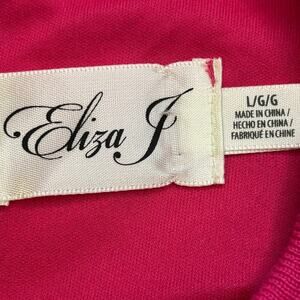 Eliza J
L/G/G
MADE IN CHINA /
HECHO EN CHINA /
FABRIQUÉ EN CHINE